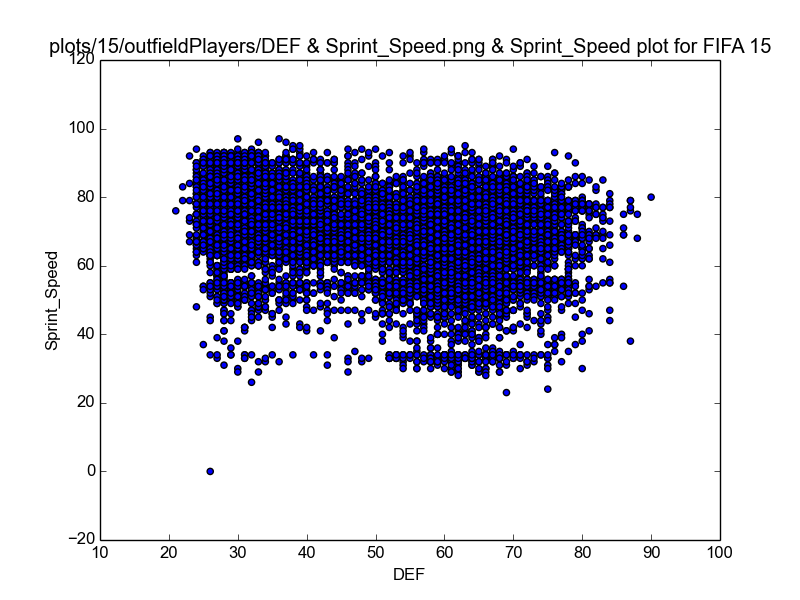 plots/15/outfieldPlayers/DEF & Sprint_Speed.png & Sprint_Speed plot for FIFA 15
120
100
80
60
40
20
0
−20
Sprint_Speed
10 20 30 40 50 60 70 80 90 100
DEF